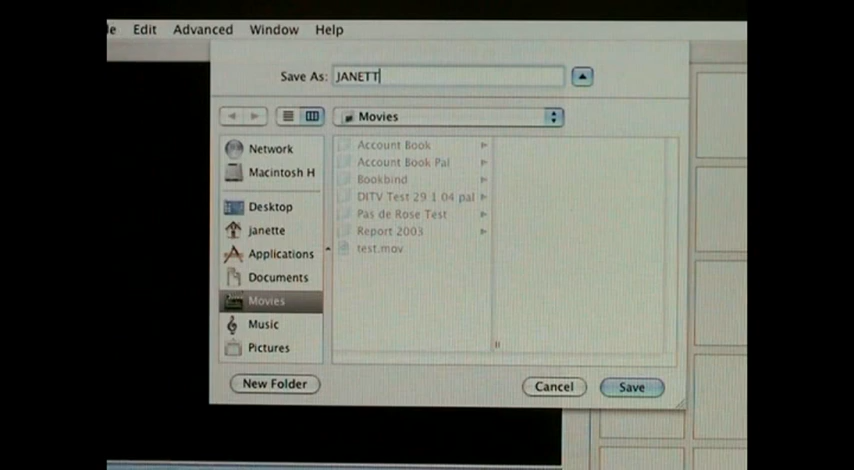 le Edit Advanced Window Help
Save As: JANETT
Movies
Network
Macintosh H
Desktop
janette
Applications
Documents
Movies
Music
Pictures
Account Book
Account Book Pal
Bookbind
DITV Test 29 1 04 pal
Pas de Rose Test
Report 2003
test.mov
New Folder
Cancel
Save